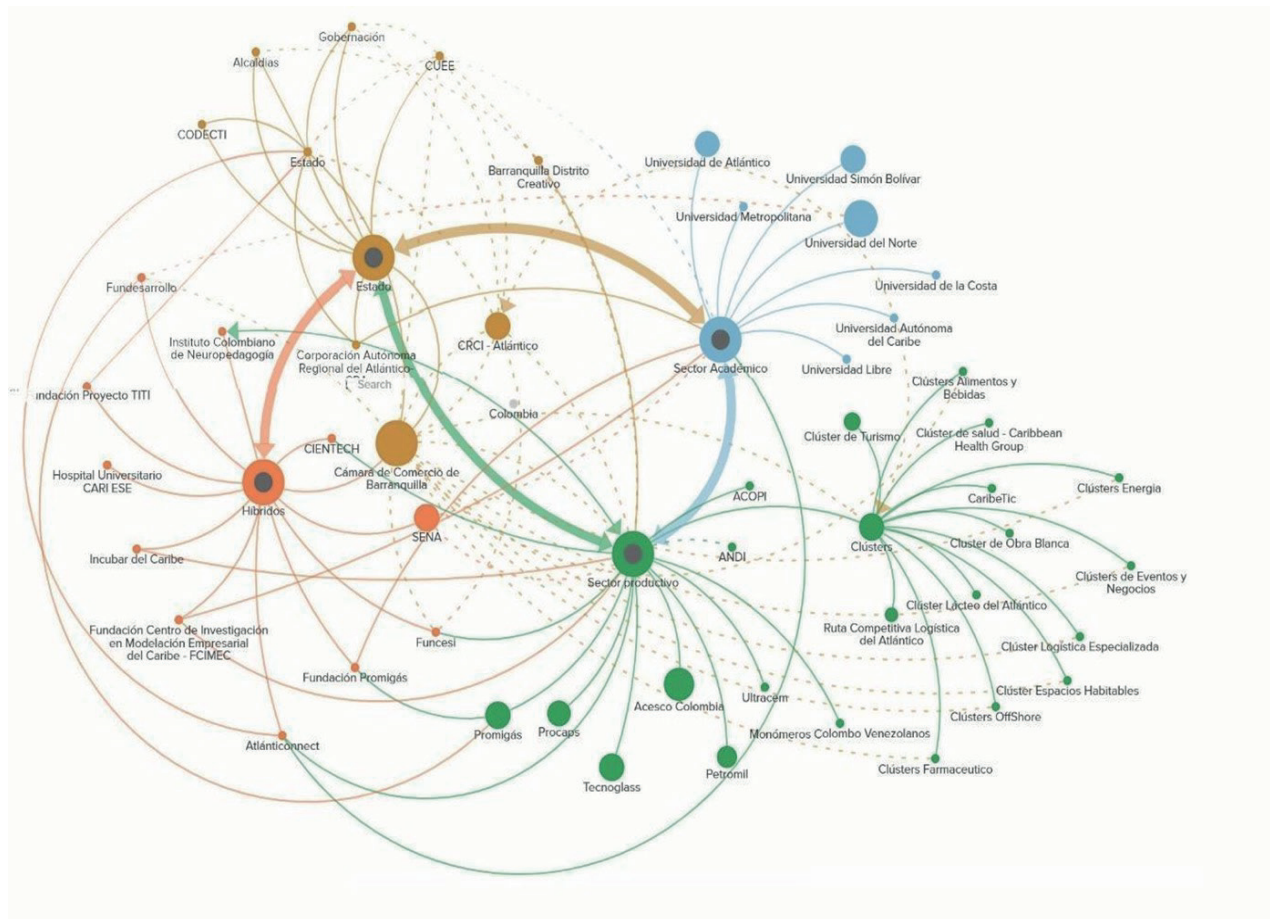 Gobernación
Alcaldias
CUEE
CODECTI
Estado
Barranquilla Distrito
Creativo
Universidad de Atlántico
Universidad Simón Bolívar
Universidad Metropolitana
Universidad del Norte
Estado
Fundesarrollo
Universidad de la Costa
Instituto Colombiano
de Neuropedagogía
Corporación Autónoma
Regional del Atlántico-
Search
CRCI - Atlántico
Sector Académico
Universidad Autónoma
del Caribe
Universidad Libre
Clústers Alimentos y
Bébidas
ndación Proyecto TITI
Colombia
Clúster de Turismo
Clúster de salud - Caribbean
Health Group
CIENTECH
Hospital Universitario
CARI ESE
Cámara de Comercio de
Barranquilla
Híbridos
ACOPI
CaribeTic
Clústers Energia
SENA
Clústers
Cluster de Obra Blanca
Incubar del Caribe
ANDI
Sector productivo
Clústers de Eventos y
Negocios
Clúster Lácteo del Atlántico
Fundación Centro de Investigación
en Modelación Empresarial
del Caribe - FCIMEC
Funcesi
Ruta Competitiva Logística
del Atlántico
Clúster Logística Especializada
Fundación Promigás
Clúster Espacios Habitables
Acesco Colombia
Ultracem
Clústers OffShore
Atlánticonnect
Promigás
Procaps
Monómeros Colombo Venezolanos
Petromil
Clústers Farmaceutico
Tecnoglass